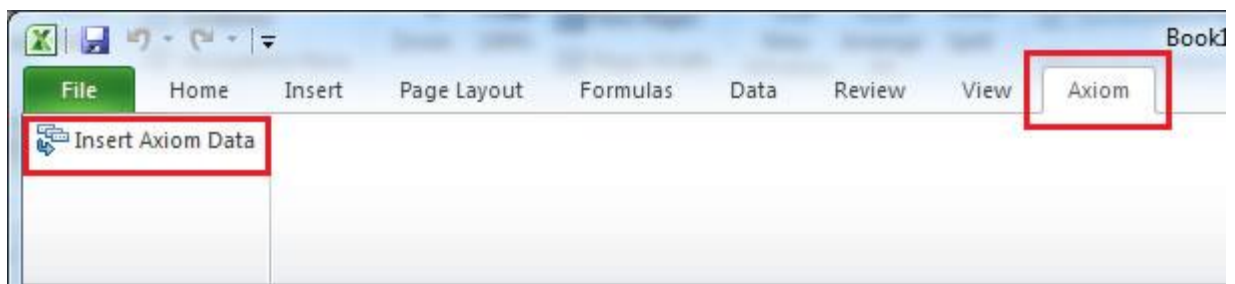 Book1
File Home Insert Page Layout Formulas Data Review View Axiom
Insert Axiom Data